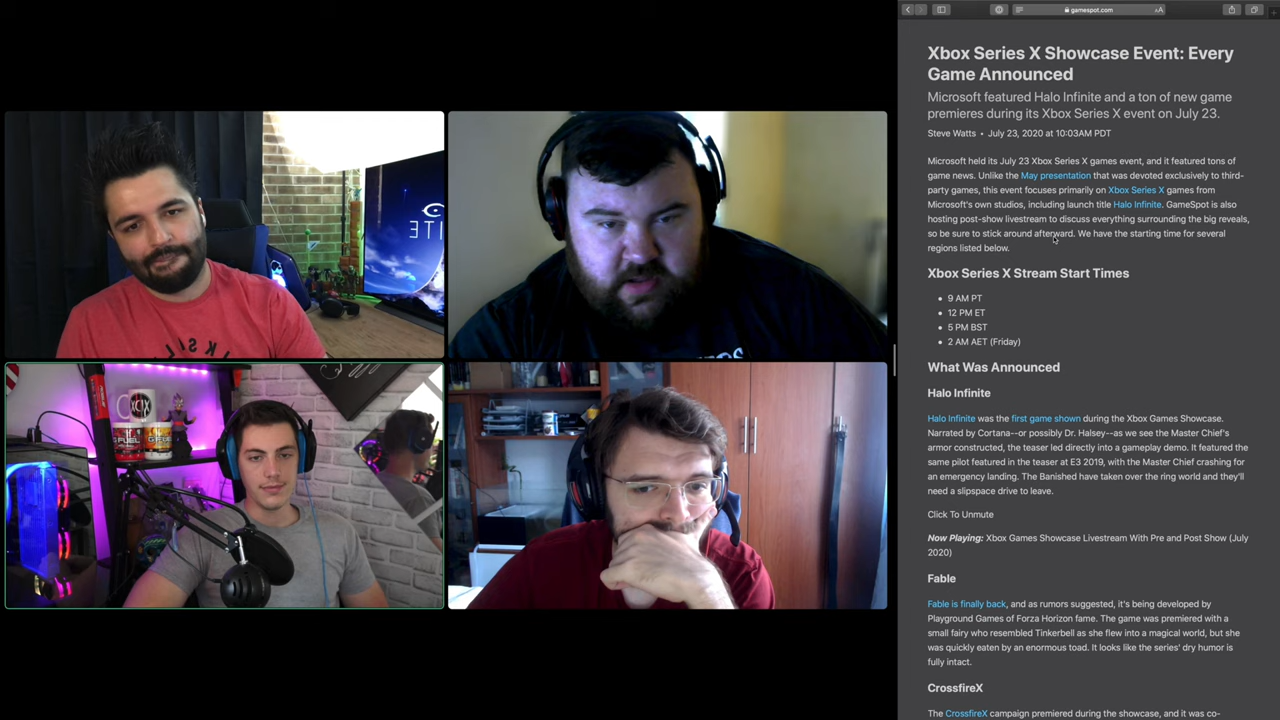 ITE
CXCIX
GFUEL
GFUEL
gamespot.com
AA
Xbox Series X Showcase Event: Every
Game Announced
Microsoft featured Halo Infinite and a ton of new game
premieres during its Xbox Series X event on July 23.
Steve Watts • July 23, 2020 at 10:03AM PDT
Microsoft held its July 23 Xbox Series X games event, and it featured tons of
game news. Unlike the May presentation that was devoted exclusively to third-
party games, this event focuses primarily on Xbox Series X games from
Microsoft's own studios, including launch title Halo Infinite. GameSpot is also
hosting post-show livestream to discuss everything surrounding the big reveals,
so be sure to stick around afterward. We have the starting time for several
regions listed below.
Xbox Series X Stream Start Times
• 9 AM PT
• 12 PM ET
• 5 PM BST
• 2 AM AET (Friday)
What Was Announced
Halo Infinite
Halo Infinite was the first game shown during the Xbox Games Showcase.
Narrated by Cortana--or possibly Dr. Halsey--as we see the Master Chief's
armor constructed, the teaser led directly into a gameplay demo. It featured the
same pilot featured in the teaser at E3 2019, with the Master Chief crashing for
an emergency landing. The Banished have taken over the ring world and they'll
need a slipspace drive to leave.
Click To Unmute
Now Playing: Xbox Games Showcase Livestream With Pre and Post Show (July
2020)
Fable
Fable is finally back, and as rumors suggested, it's being developed by
Playground Games of Forza Horizon fame. The game was premiered with a
small fairy who resembled Tinkerbell as she flew into a magical world, but she
was quickly eaten by an enormous toad. It looks like the series' dry humor is
fully intact.
CrossfireX
The CrossfireX campaign premiered during the showcase, and it was co-